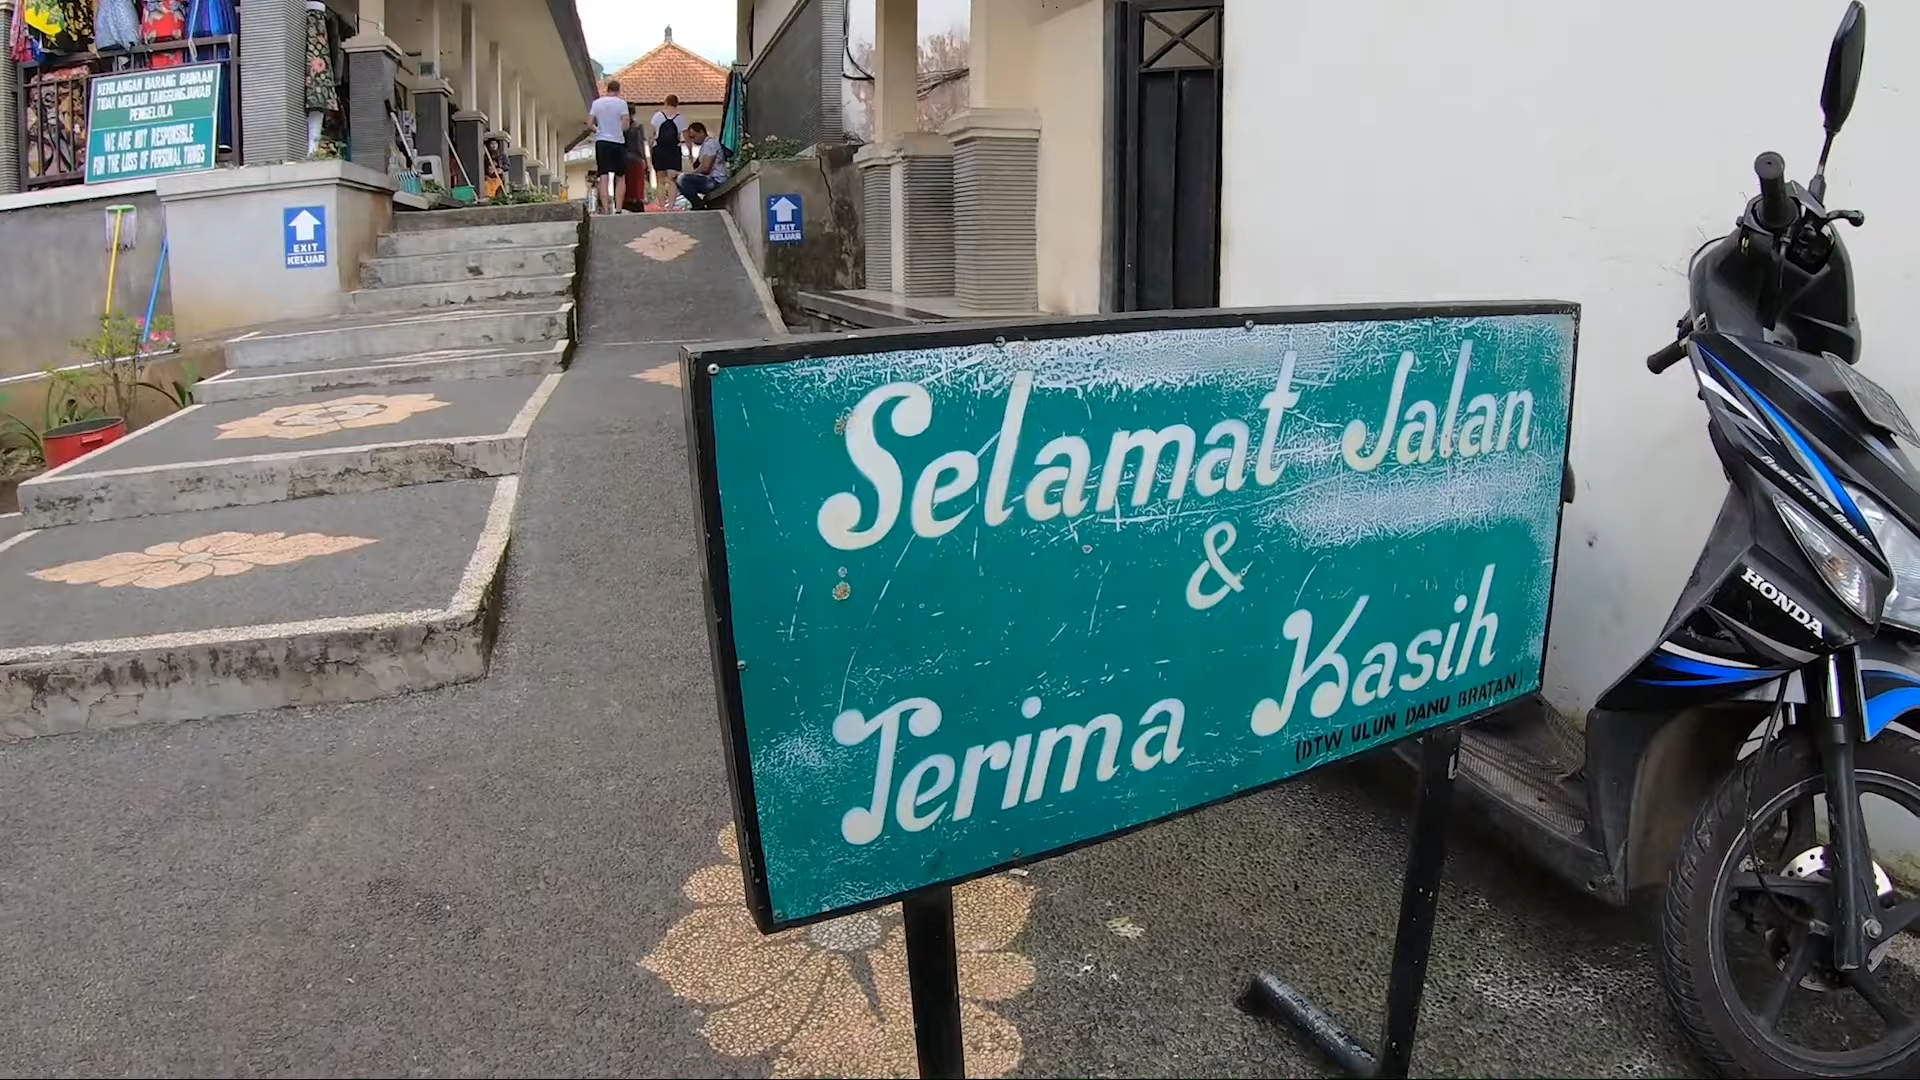 KEHILANGAN BARANG BAWAAN
TIDAK MENJADI TANGGUNGJAWAB
PENGELOLA
WE ARE NOT RESPONSIBLE
FOR THE LOSS OF PERSONAL THINGS
EXIT
KELUAR
EXIT
KELUAR
Selamat Jalan
&
Terima Kasih
(DTW ULUN DANU BRATAN)
HONDA